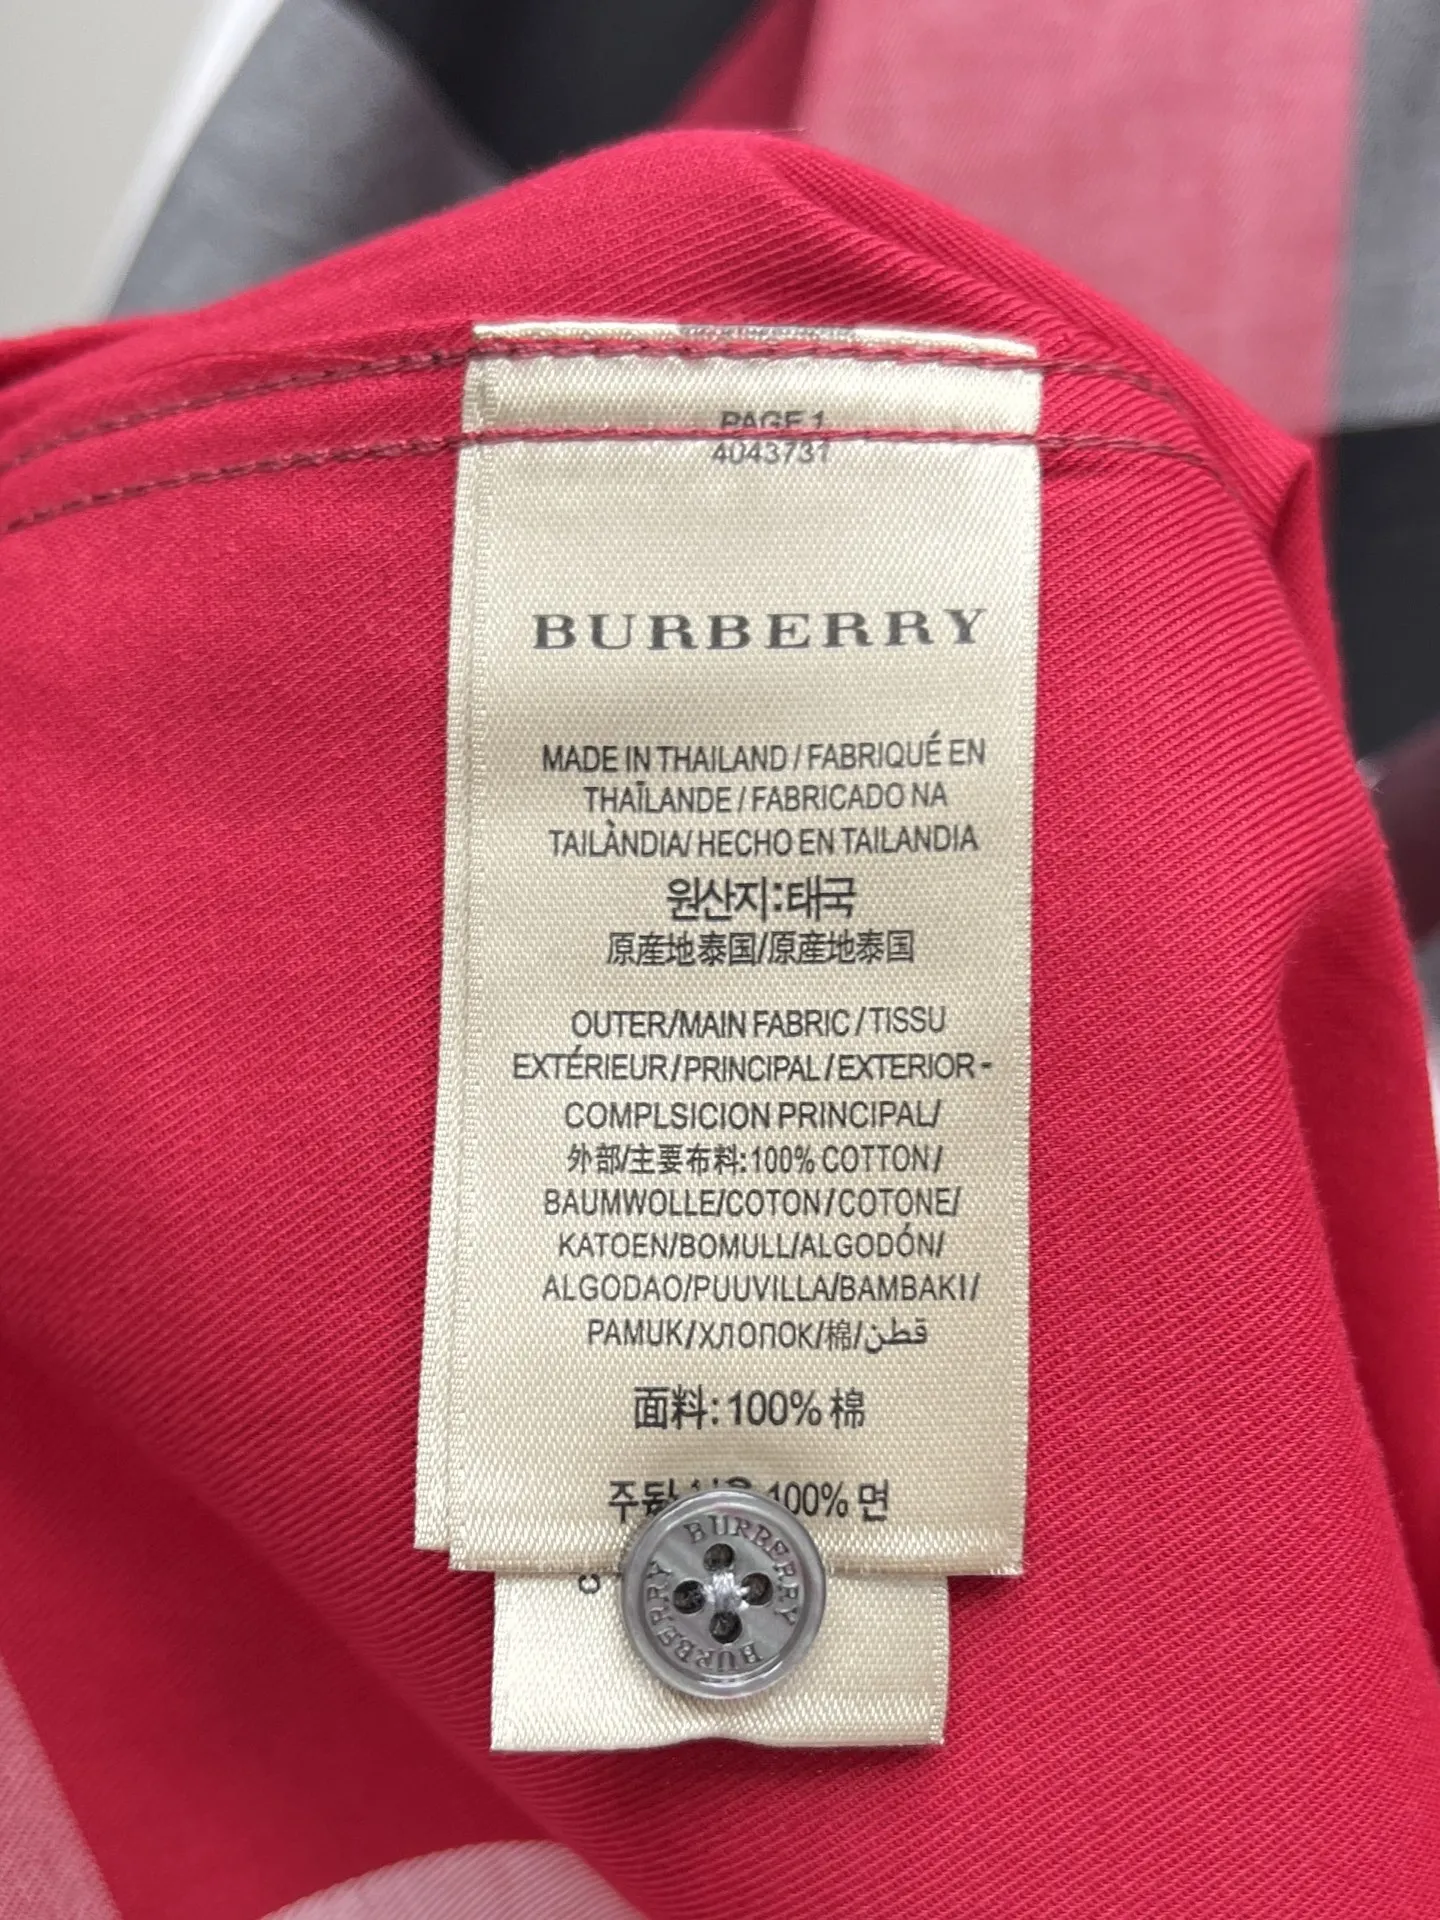 PAGE 1
4043731
BURBERRY
MADE IN THAILAND / FABRIQUÉ EN
THAÏLANDE / FABRICADO NA
TAILÀNDIA/ HECHO EN TAILANDIA
원산지:태국
原産地泰国/原産地泰国
OUTER/MAIN FABRIC / TISSU
EXTÉRIEUR/PRINCIPAL/EXTERIOR-
COMPLSICION PRINCIPAL/
外部/主要布料:100% COTTON/
BAUMWOLLE/COTON/COTONE/
KATOEN/BOMULL/ALGODÓN/
ALGODAO/PUUVILLA/BAMBAKI/
PAMUK/ХЛОПОК/棉/قطن
面料: 100% 棉
100% 면
BURBERRY
BURBERRY